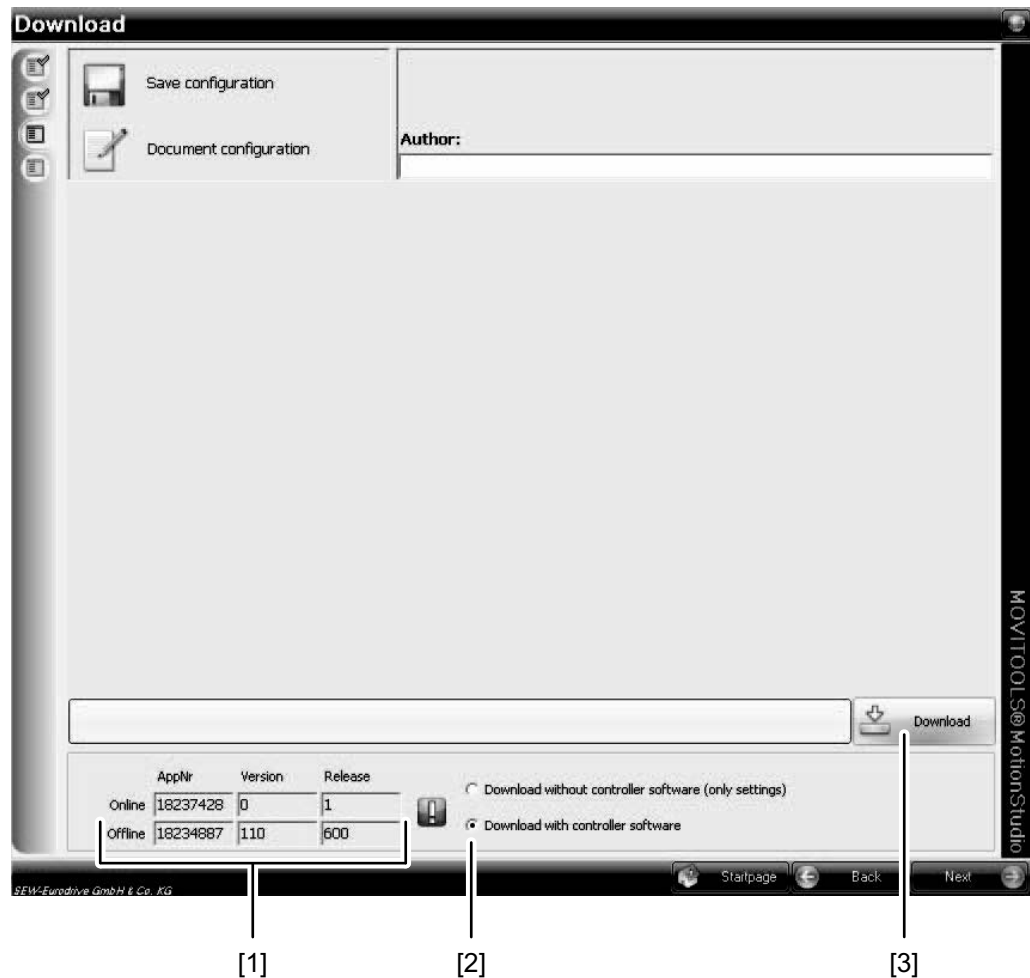 Download
Save configuration
Document configuration
Author:
Download
AppNr Version Release
Online 18237428 0 1
Offline 18234887 110 600
Download without controller software (only settings)
Download with controller software
MOVITOOLS®MotionStudio
SEW-Eurodrive GmbH & Co. KG
Startpage Back Next
[1] [2] [3]